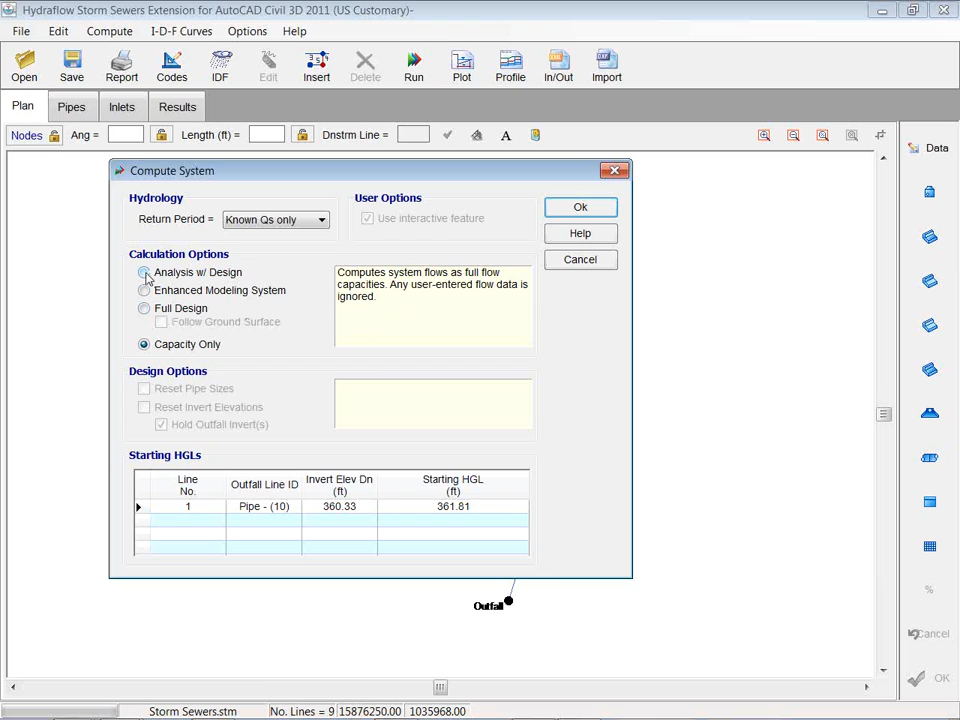 Hydraflow Storm Sewers Extension for AutoCAD Civil 3D 2011 (US Customary)-
File Edit Compute I-D-F Curves Options Help
Open Save Report Codes IDF Edit Insert Delete Run Plot Profile In/Out Import
Plan Pipes Inlets Results
Nodes Ang = Length (ft) = Dnstrm Line = A
Data
Compute System
Hydrology
Return Period = Known Qs only
User Options
Use interactive feature
Ok
Help
Cancel
Calculation Options
Analysis w/ Design
Enhanced Modeling System
Full Design
Follow Ground Surface
Capacity Only
Computes system flows as full flow
capacities. Any user-entered flow data is
ignored.
Design Options
Reset Pipe Sizes
Reset Invert Elevations
Hold Outfall Invert(s)
Starting HGLs
Line No. Outfall Line ID Invert Elev Dn (ft) Starting HGL (ft)
1 Pipe - (10) 360.33 361.81
Outfall
%
Cancel
OK
Storm Sewers.stm No. Lines = 9 15876250.00 1035968.00